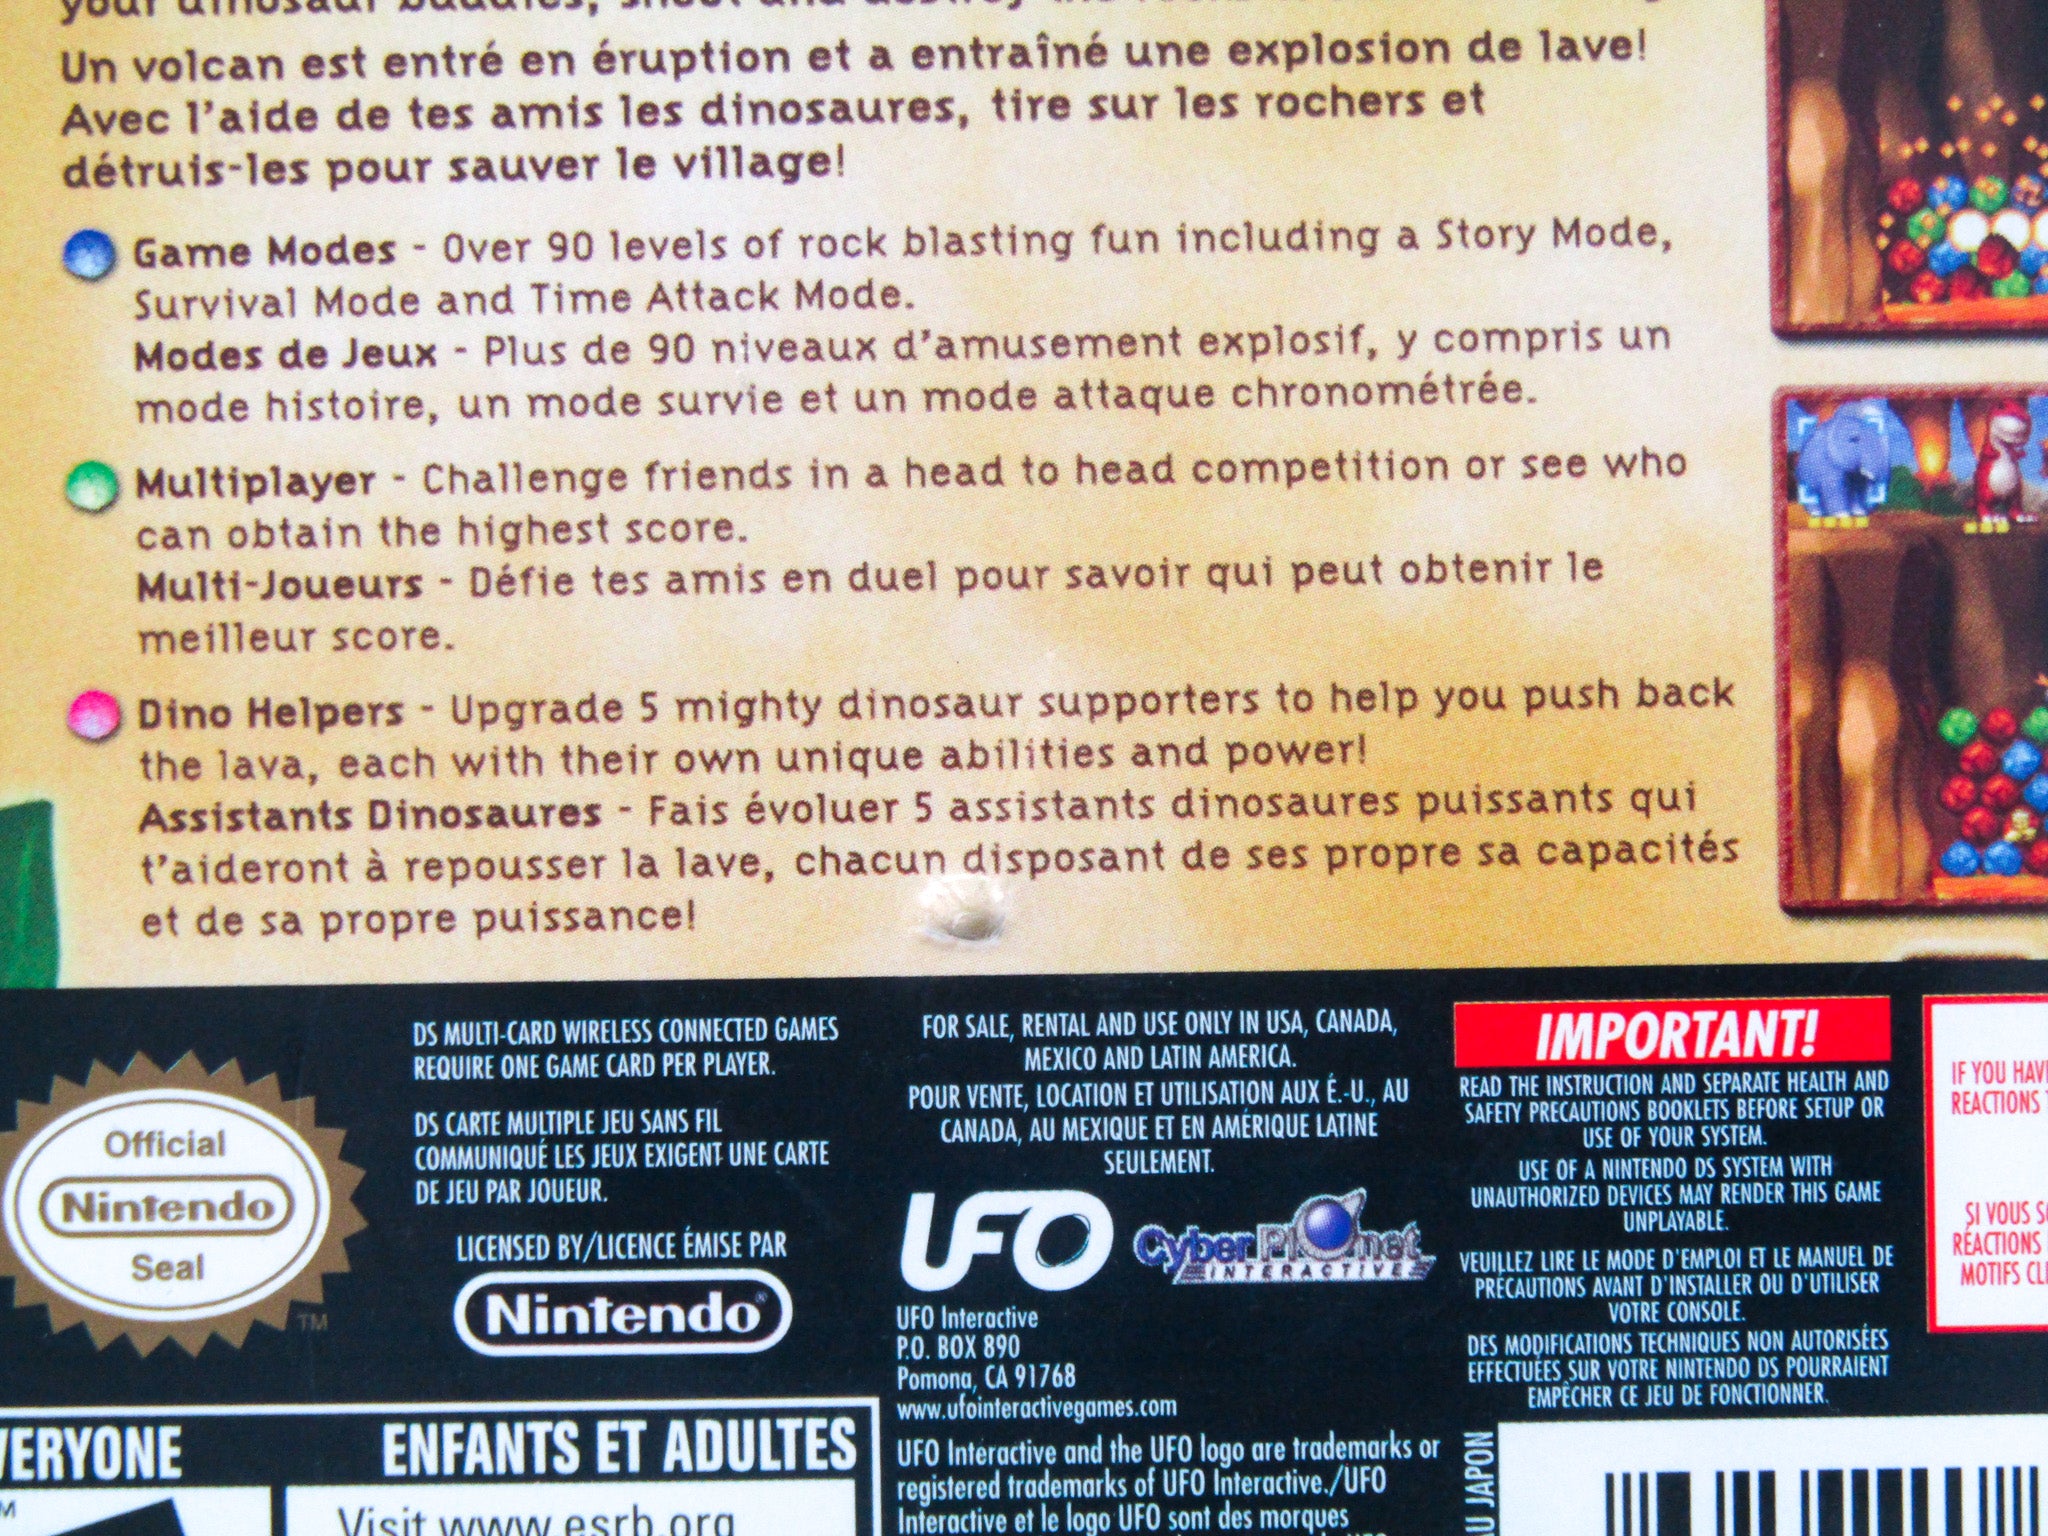 your dinosaur buddies,
Un volcan est entré en éruption et a entraîné une explosion de lave!
Avec l'aide de tes amis les dinosaures, tire sur les rochers et
détruis-les pour sauver le village!
Game Modes - Over 90 levels of rock blasting fun including a Story Mode,
Survival Mode and Time Attack Mode.
Modes de Jeux - Plus de 90 niveaux d'amusement explosif, y compris un
mode histoire, un mode survie et un mode attaque chronométrée.
Multiplayer - Challenge friends in a head to head competition or see who
can obtain the highest score.
Multi-Joueurs - Défie tes amis en duel pour savoir qui peut obtenir le
meilleur score.
Dino Helpers - Upgrade 5 mighty dinosaur supporters to help you push back
the lava, each with their own unique abilities and power!
Assistants Dinosaures - Fais évoluer 5 assistants dinosaures puissants qui
t'aideront à repousser la lave, chacun disposant de ses propre sa capacités
et de sa propre puissance!
Official
Nintendo
Seal
TM
DS MULTI-CARD WIRELESS CONNECTED GAMES
REQUIRE ONE GAME CARD PER PLAYER.
DS CARTE MULTIPLE JEU SANS FIL
COMMUNIQUÉ LES JEUX EXIGENT UNE CARTE
DE JEU PAR JOUEUR.
LICENSED BY/LICENCE ÉMISE PAR
Nintendo®
VERYONE
ENFANTS ET ADULTES
Visit www.esrb.org
FOR SALE, RENTAL AND USE ONLY IN USA, CANADA,
MEXICO AND LATIN AMERICA.
POUR VENTE, LOCATION ET UTILISATION AUX É.-U., AU
CANADA, AU MEXIQUE ET EN AMÉRIQUE LATINE
SEULEMENT.
UFO
Cyber Planet
INTERACTIVE
UFO Interactive
P.O. BOX 890
Pomona, CA 91768
www.ufointeractivegames.com
UFO Interactive and the UFO logo are trademarks or
registered trademarks of UFO Interactive./UFO
Interactive et le logo UFO sont des marques
IMPORTANT!
READ THE INSTRUCTION AND SEPARATE HEALTH AND
SAFETY PRECAUTIONS BOOKLETS BEFORE SETUP OR
USE OF YOUR SYSTEM.
USE OF A NINTENDO DS SYSTEM WITH
UNAUTHORIZED DEVICES MAY RENDER THIS GAME
UNPLAYABLE.
VEUILLEZ LIRE LE MODE D'EMPLOI ET LE MANUEL DE
PRÉCAUTIONS AVANT D'INSTALLER OU D'UTILISER
VOTRE CONSOLE.
DES MODIFICATIONS TECHNIQUES NON AUTORISÉES
EFFECTUÉES SUR VOTRE NINTENDO DS POURRAIENT
EMPÊCHER CE JEU DE FONCTIONNER.
IF YOU HAV
REACTIONS
SI VOUS S
RÉACTIONS
MOTIFS CL
AU JAPON